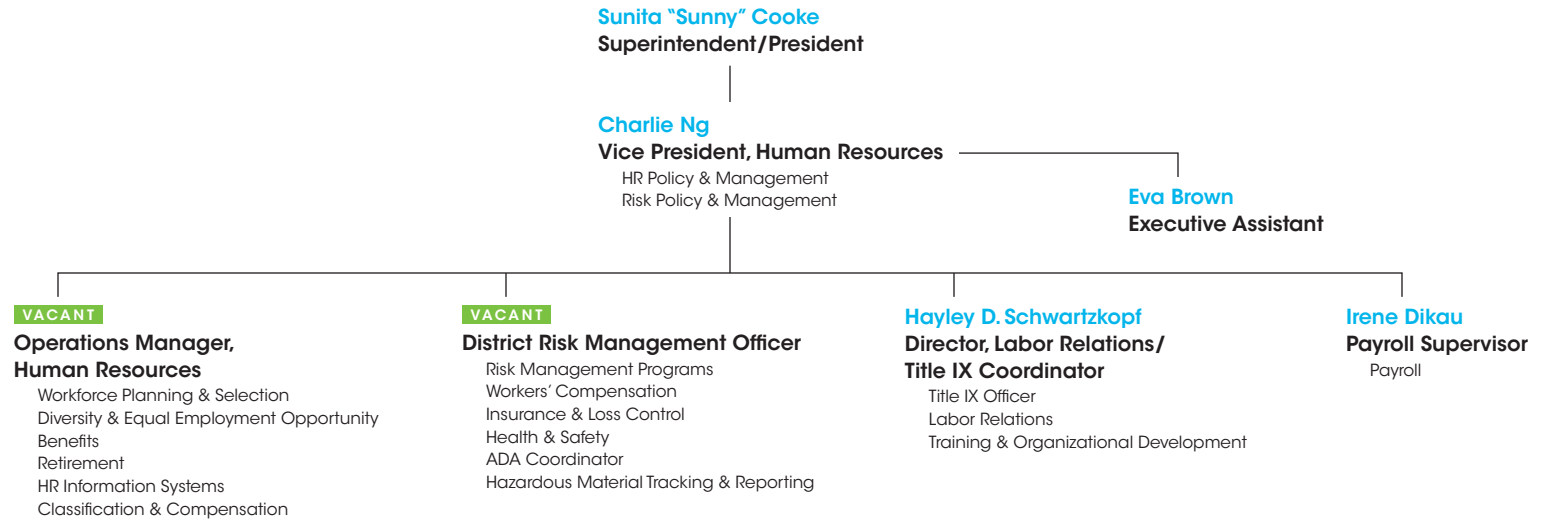 Sunita “Sunny” Cooke
Superintendent/President
Charlie Ng
Vice President, Human Resources
HR Policy & Management
Risk Policy & Management
Eva Brown
Executive Assistant
VACANT
Operations Manager,
Human Resources
Workforce Planning & Selection
Diversity & Equal Employment Opportunity
Benefits
Retirement
HR Information Systems
Classification & Compensation
VACANT
District Risk Management Officer
Risk Management Programs
Workers’ Compensation
Insurance & Loss Control
Health & Safety
ADA Coordinator
Hazardous Material Tracking & Reporting
Hayley D. Schwartzkopf
Director, Labor Relations/
Title IX Coordinator
Title IX Officer
Labor Relations
Training & Organizational Development
Irene Dikau
Payroll Supervisor
Payroll